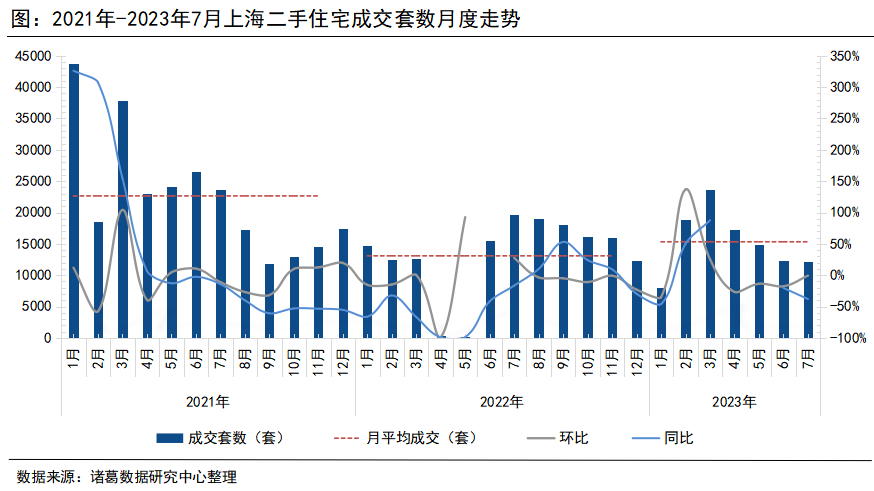 图：2021年-2023年7月上海二手住宅成交套数月度走势
45000 350%
40000 300%
35000 250%
30000 200%
25000 150%
20000 100%
15000 50%
10000 0%
5000 -50%
0 -100%
1月 2月 3月 4月 5月 6月 7月 8月 9月 10月 11月 12月 1月 2月 3月 4月 5月 6月 7月 8月 9月 10月 11月 12月 1月 2月 3月 4月 5月 6月 7月
2021年 2022年 2023年
成交套数（套） 月平均成交（套） 环比 同比
数据来源：诸葛数据研究中心整理